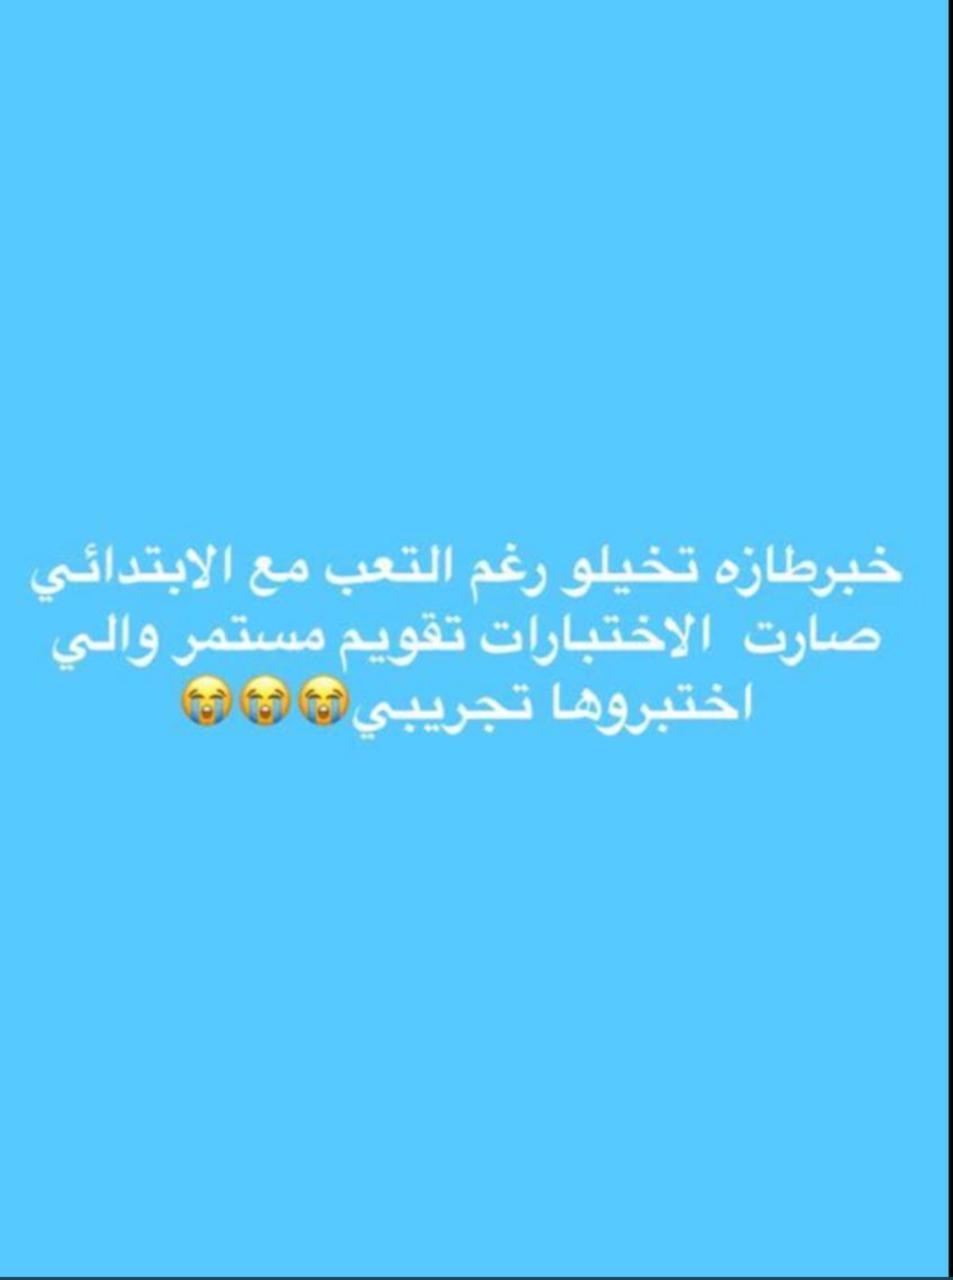 خبرطازه تخيلو رغم التعب مع الابتدائي
صارت  الاختبارات تقويم مستمر والي
اختبروها تجريبي😭😭😭